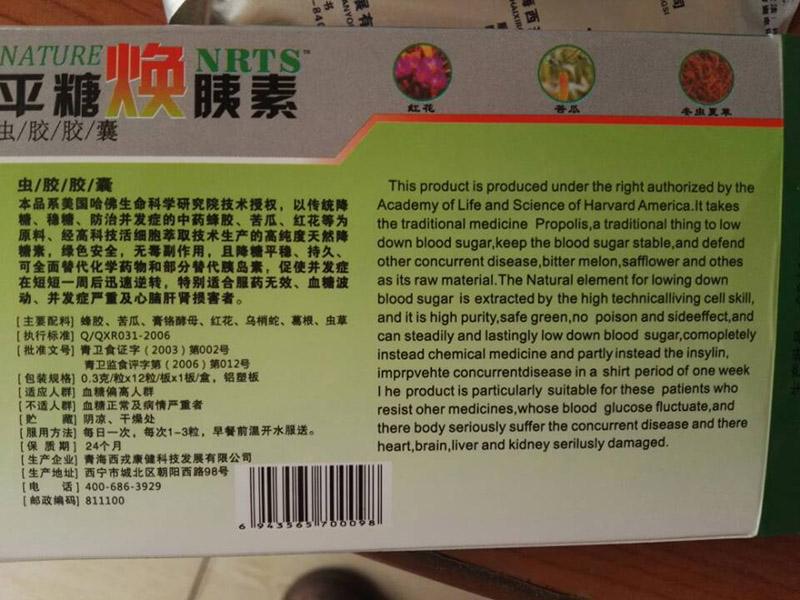 NATURE
NRTS™
平糖焕胰素
虫/胶/胶/囊
红花
苦瓜
冬虫夏草
虫/胶/胶/囊
本品系美国哈佛生命科学研究院技术授权，以传统降
糖、稳糖、防治并发症的中药蜂胶、苦瓜、红花等为
原料、经高科技活细胞萃取技术生产的高纯度天然降
糖素，绿色安全，无毒副作用，且降糖平稳、持久、
可全面替代化学药物和部分替代胰岛素，促使并发症
在短短一周后迅速逆转，特别适合服药无效、血糖波
动、并发症严重及心脑肝肾损害者。
[主要配料] 蜂胶、苦瓜、富铬酵母、红花、乌梢蛇、葛根、虫草
[执行标准] Q/QXR031-2006
[批准文号] 青卫食证字（2003）第002号
青卫监食评字第（2006）第012号
[包装规格] 0.3克/粒x12粒/板x1板/盒，铝塑板
[适应人群] 血糖偏高人群
[不适人群] 血糖正常及病情严重者
[贮 藏] 阴凉、干燥处
[服用方法] 每日一次，每次1-3粒，早餐前温开水服送。
[保 质 期] 24个月
[生产企业] 青海西戎康健科技发展有限公司
[生产地址] 西宁市城北区朝阳西路98号
[电 话] 400-686-3929
[邮政编码] 811100
6 943565 700098
This product is produced under the right authorized by the
Academy of Life and Science of Harvard America.It takes
the traditional medicine Propolis,a traditional thing to low
down blood sugar,keep the blood sugar stable,and defend
other concurrent disease,bitter melon,safflower and othes
as its raw material.The Natural element for lowing down
blood sugar is extracted by the high technicalliving cell skill,
and it is high purity,safe green,no poison and sideeffect,and
can steadily and lastingly low down blood sugar,comopletely
instead chemical medicine and partly instead the insylin,
imprpvehte concurrentdisease in a shirt period of one week
I he product is particularly suitable for these patients who
resist oher medicines,whose blood glucose fluctuate,and
there body seriously suffer the concurrent disease and there
heart,brain,liver and kidney serilusly damaged.